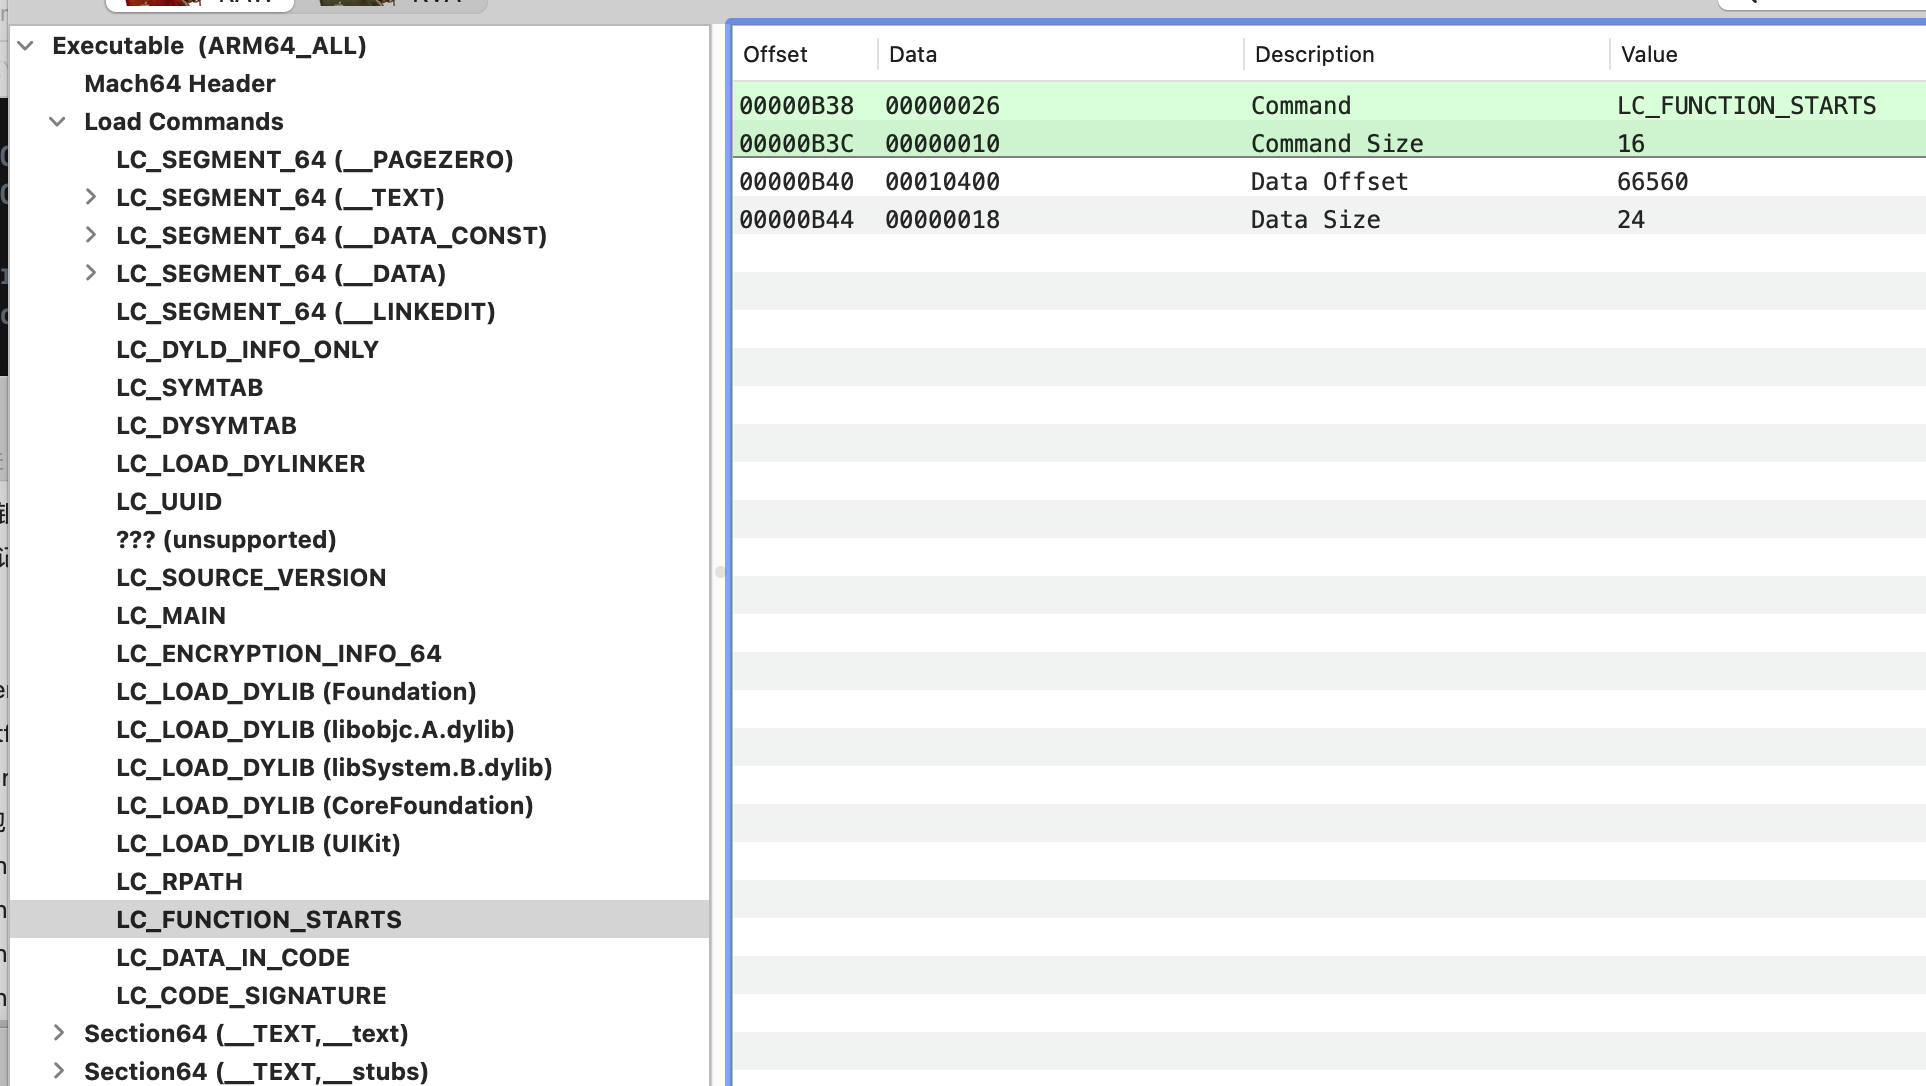 Executable (ARM64_ALL)
Mach64 Header
Load Commands
LC_SEGMENT_64 (__PAGEZERO)
LC_SEGMENT_64 (__TEXT)
LC_SEGMENT_64 (__DATA_CONST)
LC_SEGMENT_64 (__DATA)
LC_SEGMENT_64 (__LINKEDIT)
LC_DYLD_INFO_ONLY
LC_SYMTAB
LC_DYSYMTAB
LC_LOAD_DYLINKER
LC_UUID
??? (unsupported)
LC_SOURCE_VERSION
LC_MAIN
LC_ENCRYPTION_INFO_64
LC_LOAD_DYLIB (Foundation)
LC_LOAD_DYLIB (libobjc.A.dylib)
LC_LOAD_DYLIB (libSystem.B.dylib)
LC_LOAD_DYLIB (CoreFoundation)
LC_LOAD_DYLIB (UIKit)
LC_RPATH
LC_FUNCTION_STARTS
LC_DATA_IN_CODE
LC_CODE_SIGNATURE
Section64 (__TEXT,__text)
Section64 (__TEXT,__stubs)
Offset Data Description Value
00000B38 00000026 Command LC_FUNCTION_STARTS
00000B3C 00000010 Command Size 16
00000B40 00010400 Data Offset 66560
00000B44 00000018 Data Size 24